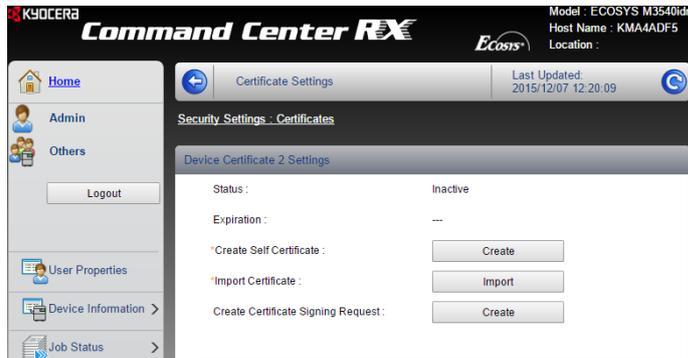 KYOCERA
Command Center RX
Ecosys
Model : ECOSYS M3540idn
Host Name : KMA4ADF5
Location :
Home
Admin
Others
Logout
User Properties
Device Information
Job Status
Certificate Settings
Last Updated:
2015/12/07 12:20:09
Security Settings : Certificates
Device Certificate 2 Settings
Status : Inactive
Expiration : ---
*Create Self Certificate : Create
*Import Certificate : Import
Create Certificate Signing Request : Create